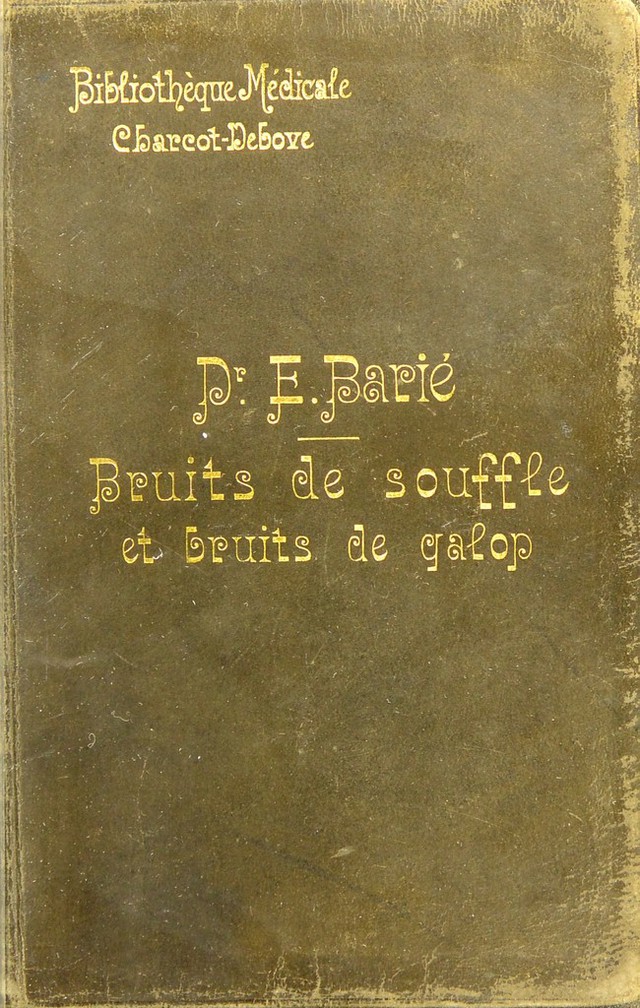 Bibliothèque Médicale
Charcot-Debove
Dr. E. Barié
Bruits de souffle
et bruits de galop